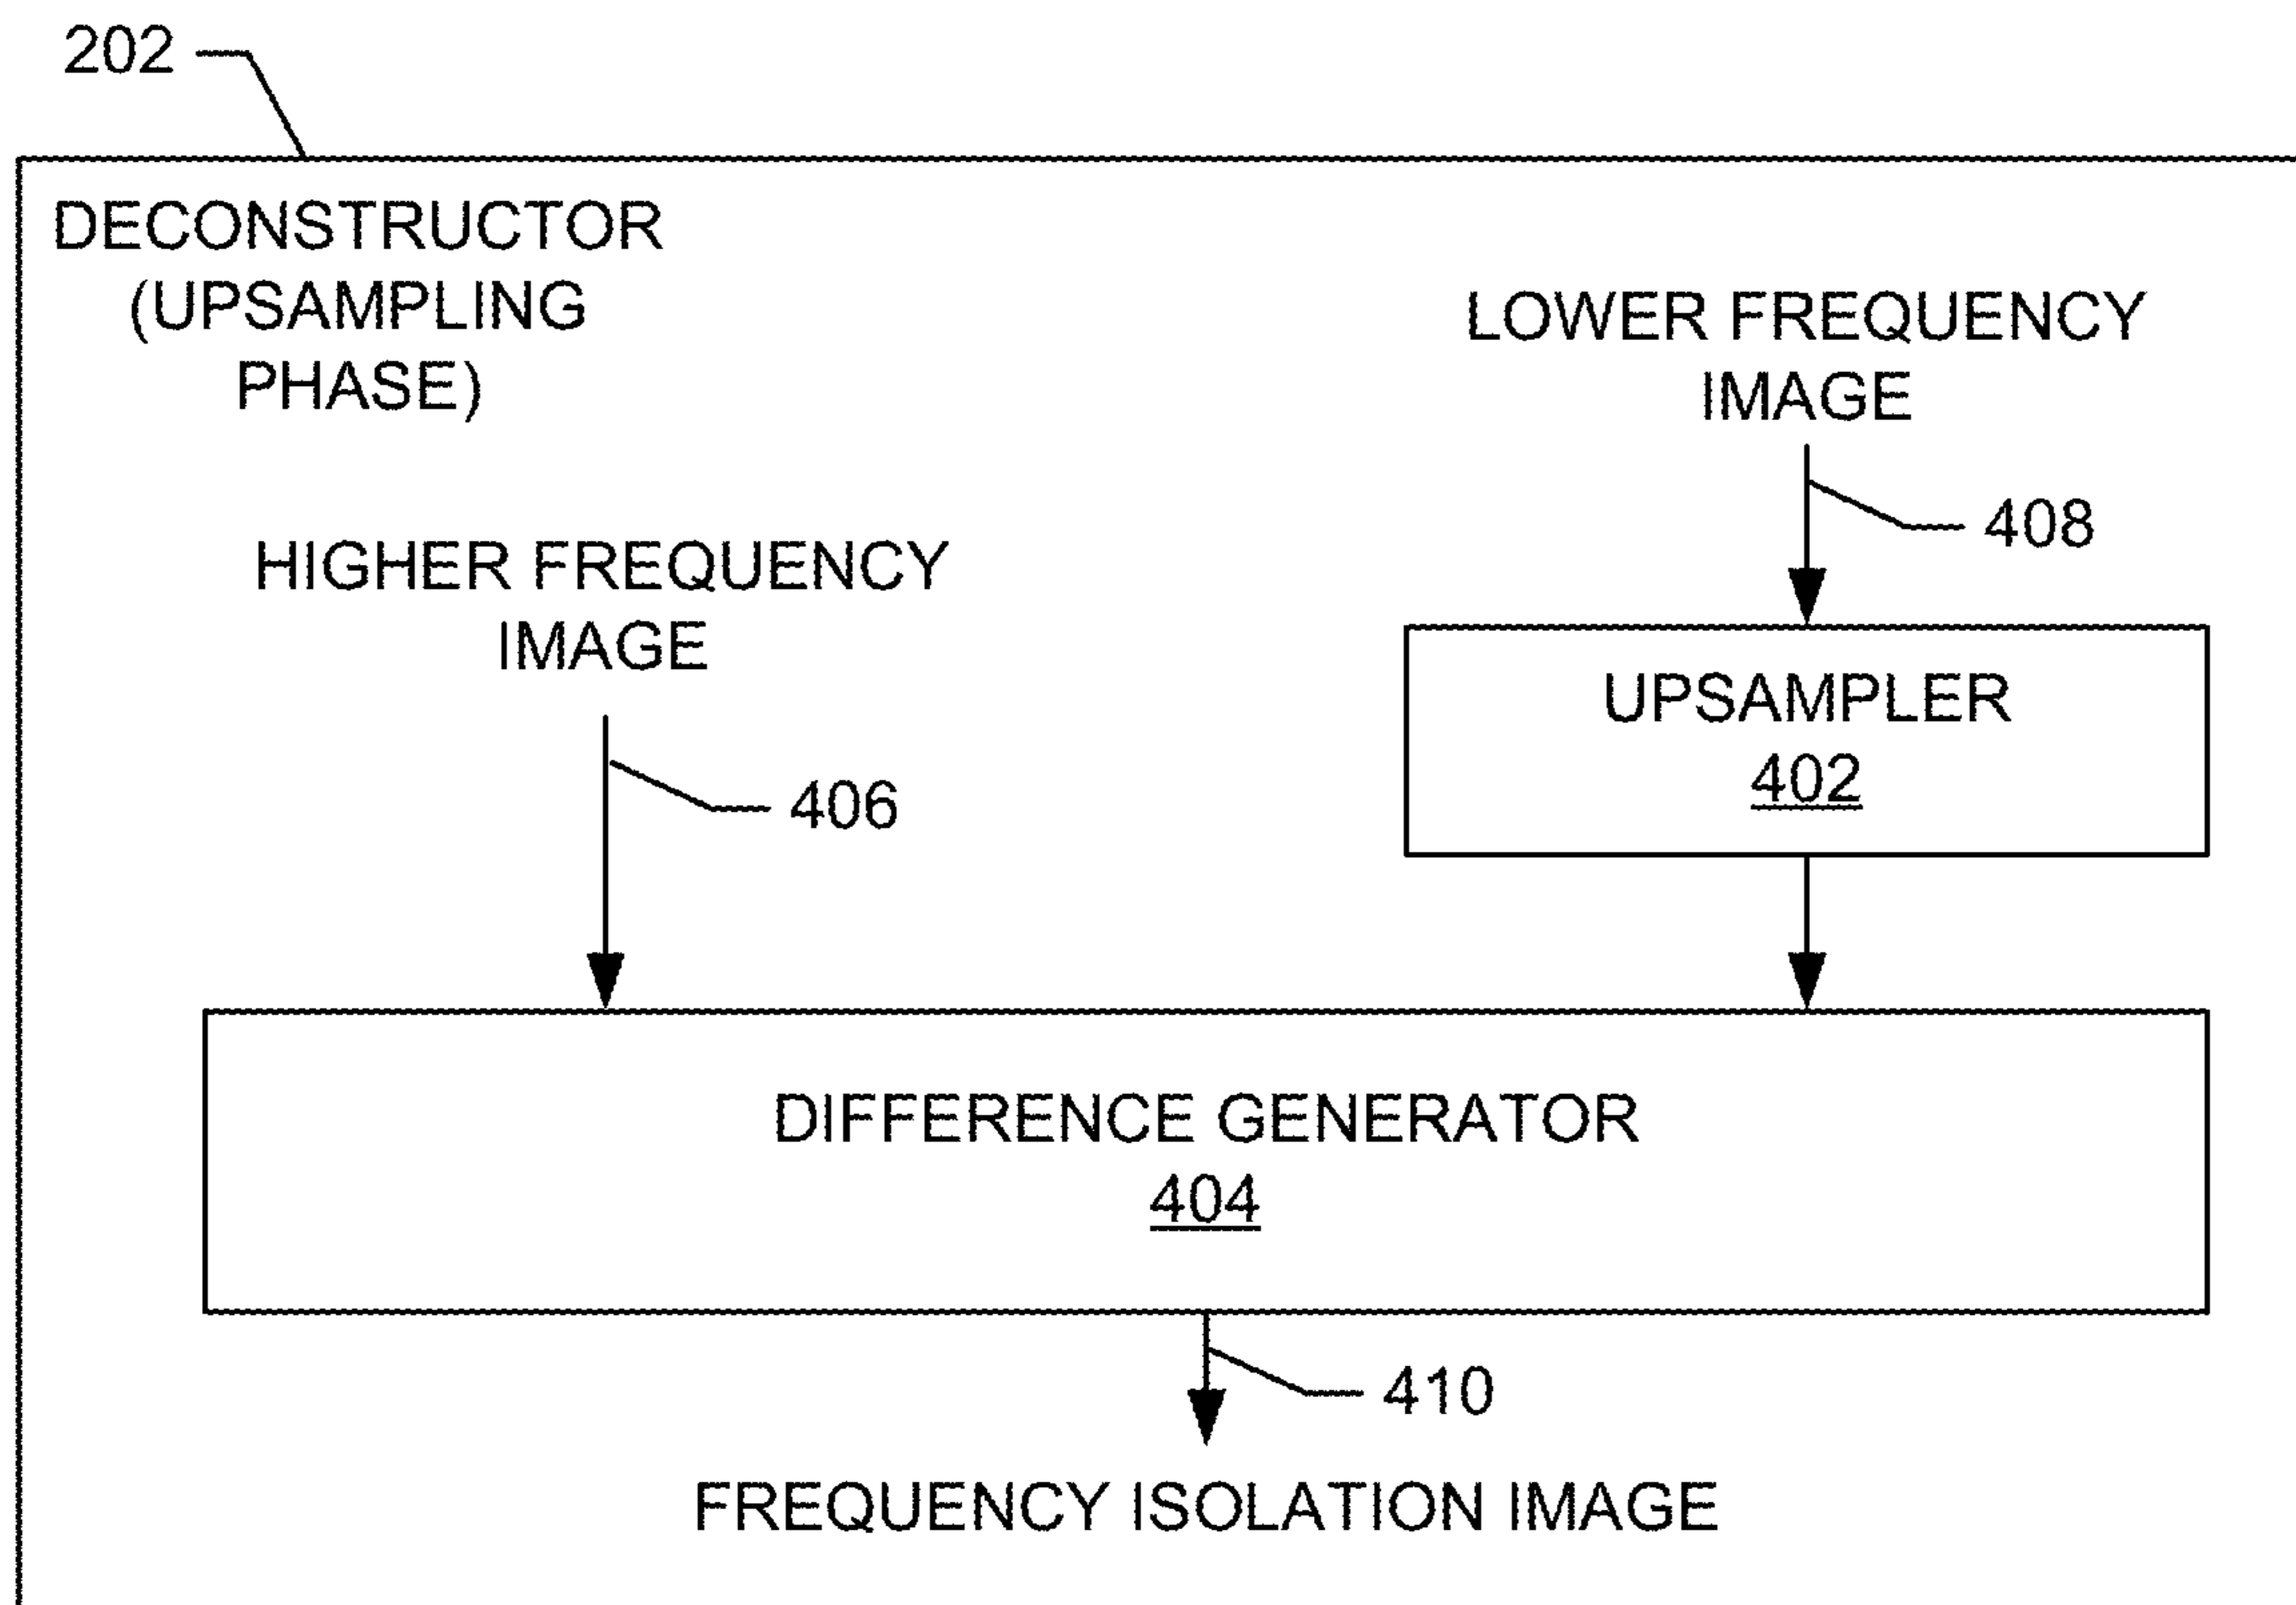 202
DECONSTRUCTOR
(UPSAMPLING
PHASE)
LOWER FREQUENCY
IMAGE
408
HIGHER FREQUENCY
IMAGE
406
UPSAMPLER
402
DIFFERENCE GENERATOR
404
410
FREQUENCY ISOLATION IMAGE